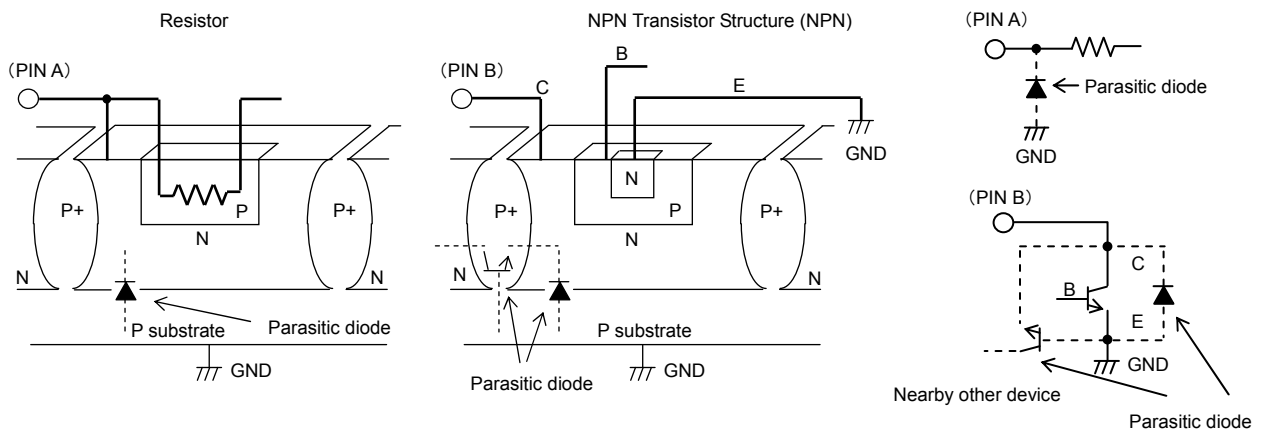 Resistor
(PIN A)
P+
P
P+
N
N
N
P substrate
Parasitic diode
GND
NPN Transistor Structure (NPN)
(PIN B)
C
B
E
GND
P+
N
P
P+
N
N
N
P substrate
Parasitic diode
GND
(PIN A)
Parasitic diode
GND
(PIN B)
C
B
E
GND
Nearby other device
Parasitic diode